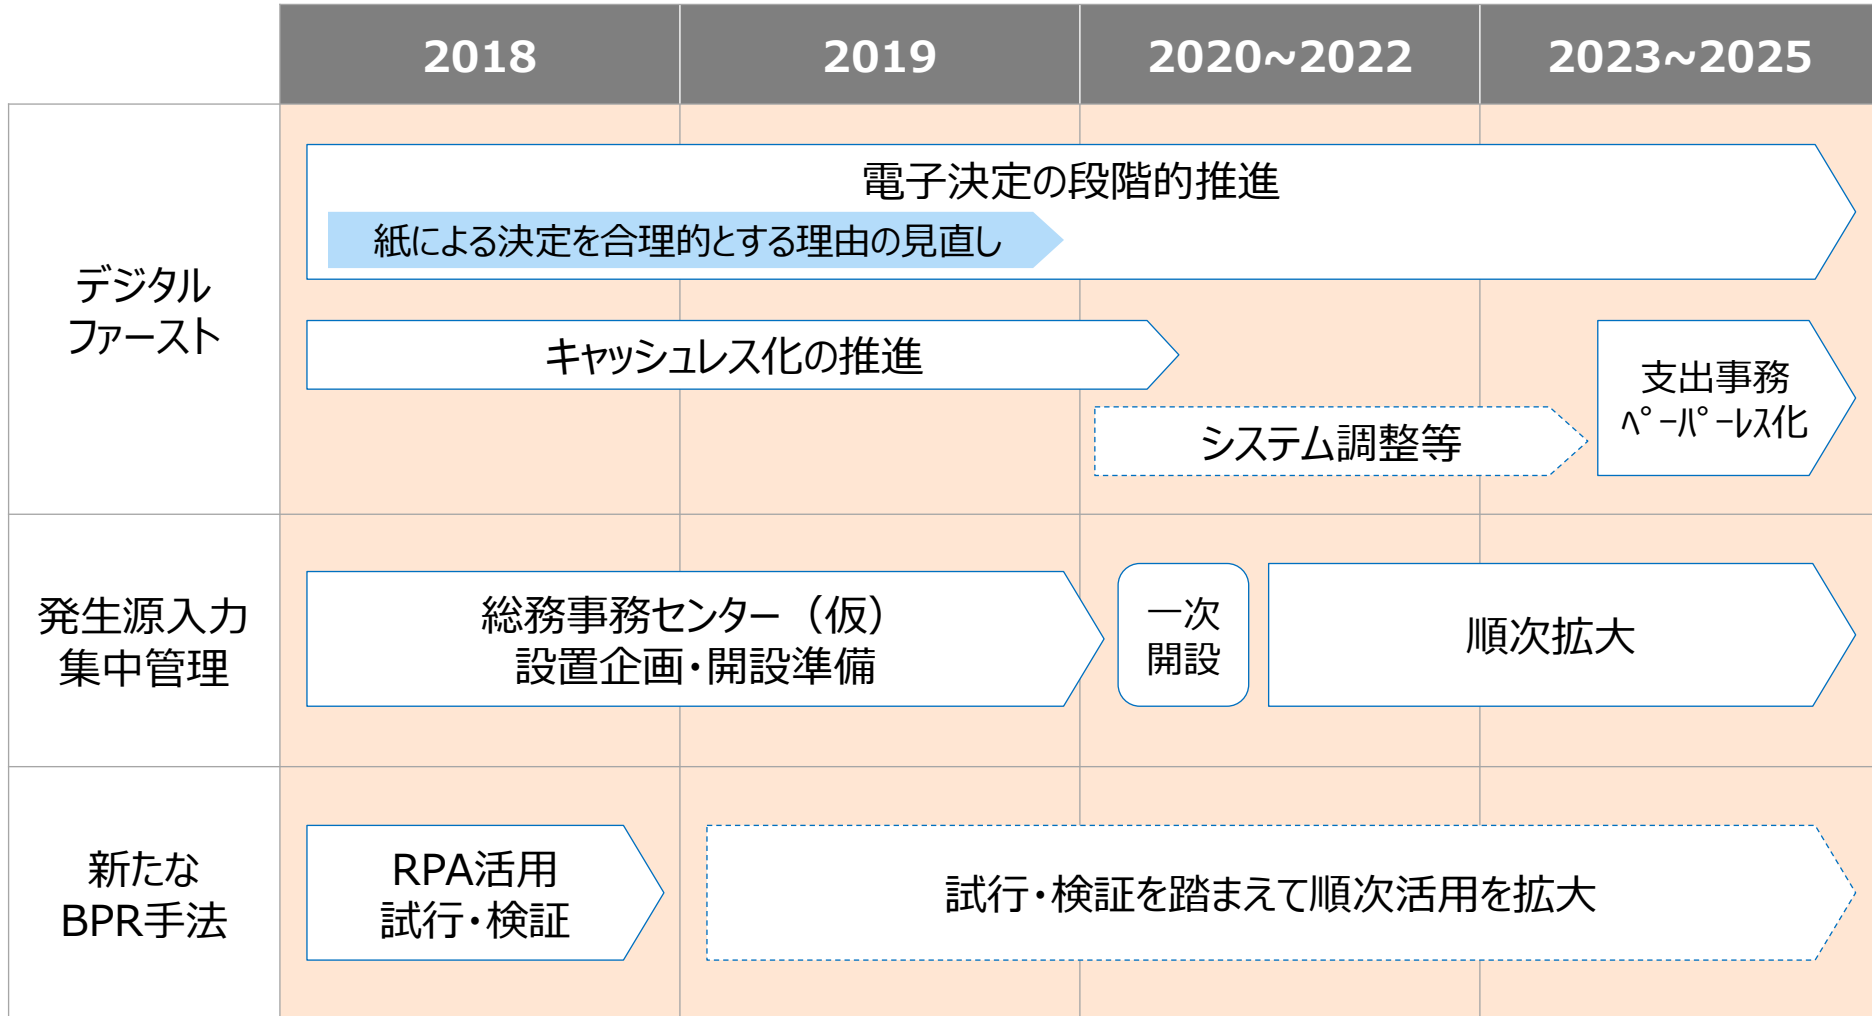 2018
2019
2020~2022
2023~2025
デジタル
ファースト
電子決定の段階的推進
紙による決定を合理的とする理由の見直し
キャッシュレス化の推進
システム調整等
支出事務
ﾍﾟｰﾊﾟｰﾚｽ化
発生源入力
集中管理
総務事務センター（仮）
設置企画・開設準備
一次
開設
順次拡大
新たな
BPR手法
RPA活用
試行・検証
試行・検証を踏まえて順次活用を拡大